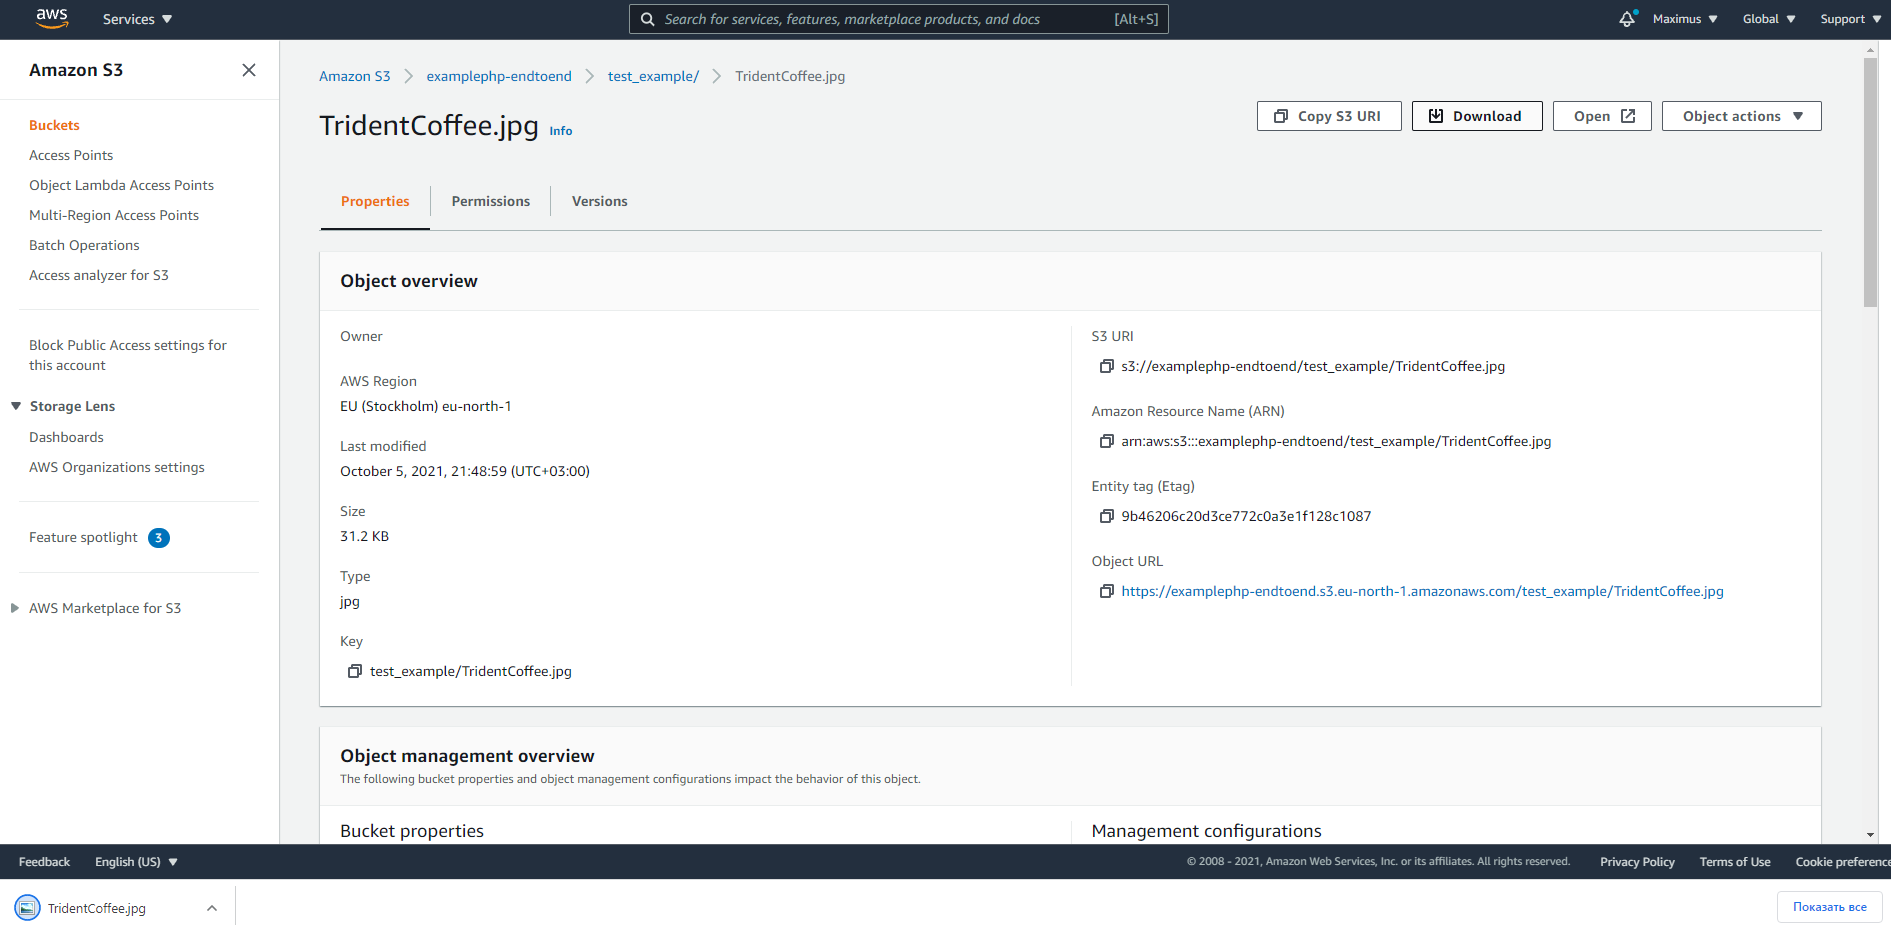 aws
Services
Search for services, features, marketplace products, and docs [Alt+S]
Maximus
Global
Support
Amazon S3
Buckets
Access Points
Object Lambda Access Points
Multi-Region Access Points
Batch Operations
Access analyzer for S3
Block Public Access settings for
this account
Storage Lens
Dashboards
AWS Organizations settings
Feature spotlight 3
AWS Marketplace for S3
Amazon S3 examplephp-endtoend test_example/ TridentCoffee.jpg
TridentCoffee.jpg Info
Copy S3 URI
Download
Open
Object actions
Properties
Permissions
Versions
Object overview
Owner
AWS Region
EU (Stockholm) eu-north-1
Last modified
October 5, 2021, 21:48:59 (UTC+03:00)
Size
31.2 KB
Type
jpg
Key
test_example/TridentCoffee.jpg
S3 URI
s3://examplephp-endtoend/test_example/TridentCoffee.jpg
Amazon Resource Name (ARN)
arn:aws:s3:::examplephp-endtoend/test_example/TridentCoffee.jpg
Entity tag (Etag)
9b46206c20d3ce772c0a3e1f128c1087
Object URL
https://examplephp-endtoend.s3.eu-north-1.amazonaws.com/test_example/TridentCoffee.jpg
Object management overview
The following bucket properties and object management configurations impact the behavior of this object.
Bucket properties
Management configurations
Feedback
English (US)
© 2008 - 2021, Amazon Web Services, Inc. or its affiliates. All rights reserved.
Privacy Policy
Terms of Use
Cookie preference
TridentCoffee.jpg
Показать все